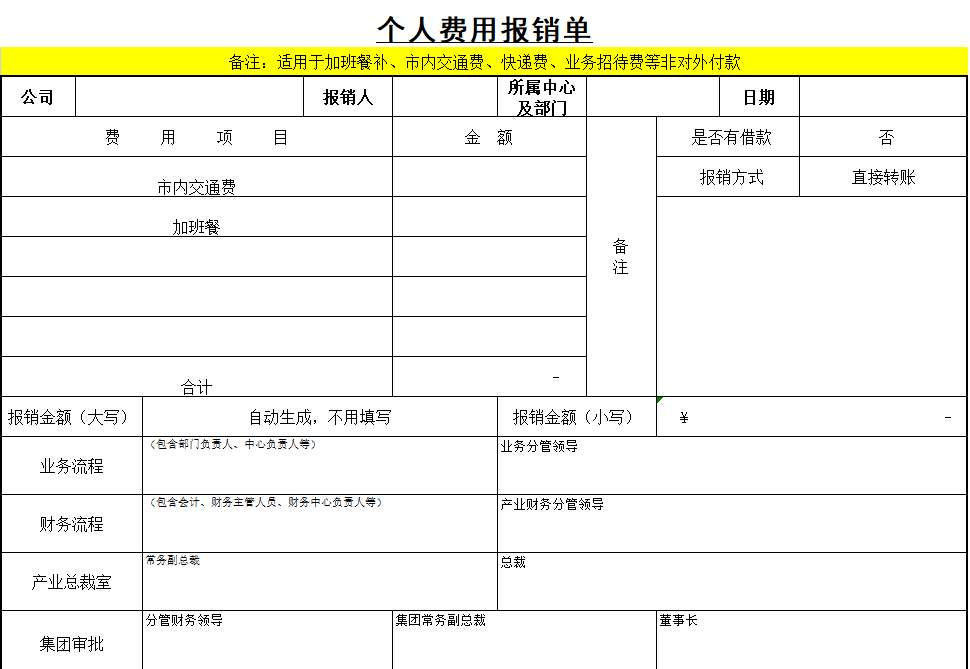 个人费用报销单
备注：适用于加班餐补、市内交通费、快递费、业务招待费等非对外付款
公司 报销人 所属中心及部门 日期
费 用 项 目 金 额 备注 是否有借款 否
市内交通费 报销方式 直接转账
加班餐
合计 -
报销金额（大写） 自动生成，不用填写 报销金额（小写） ¥ -
业务流程 （包含部门负责人、中心负责人等） 业务分管领导
财务流程 （包含会计、财务主管人员、财务中心负责人等） 产业财务分管领导
产业总裁室 常务副总裁 总裁
集团审批 分管财务领导 集团常务副总裁 董事长